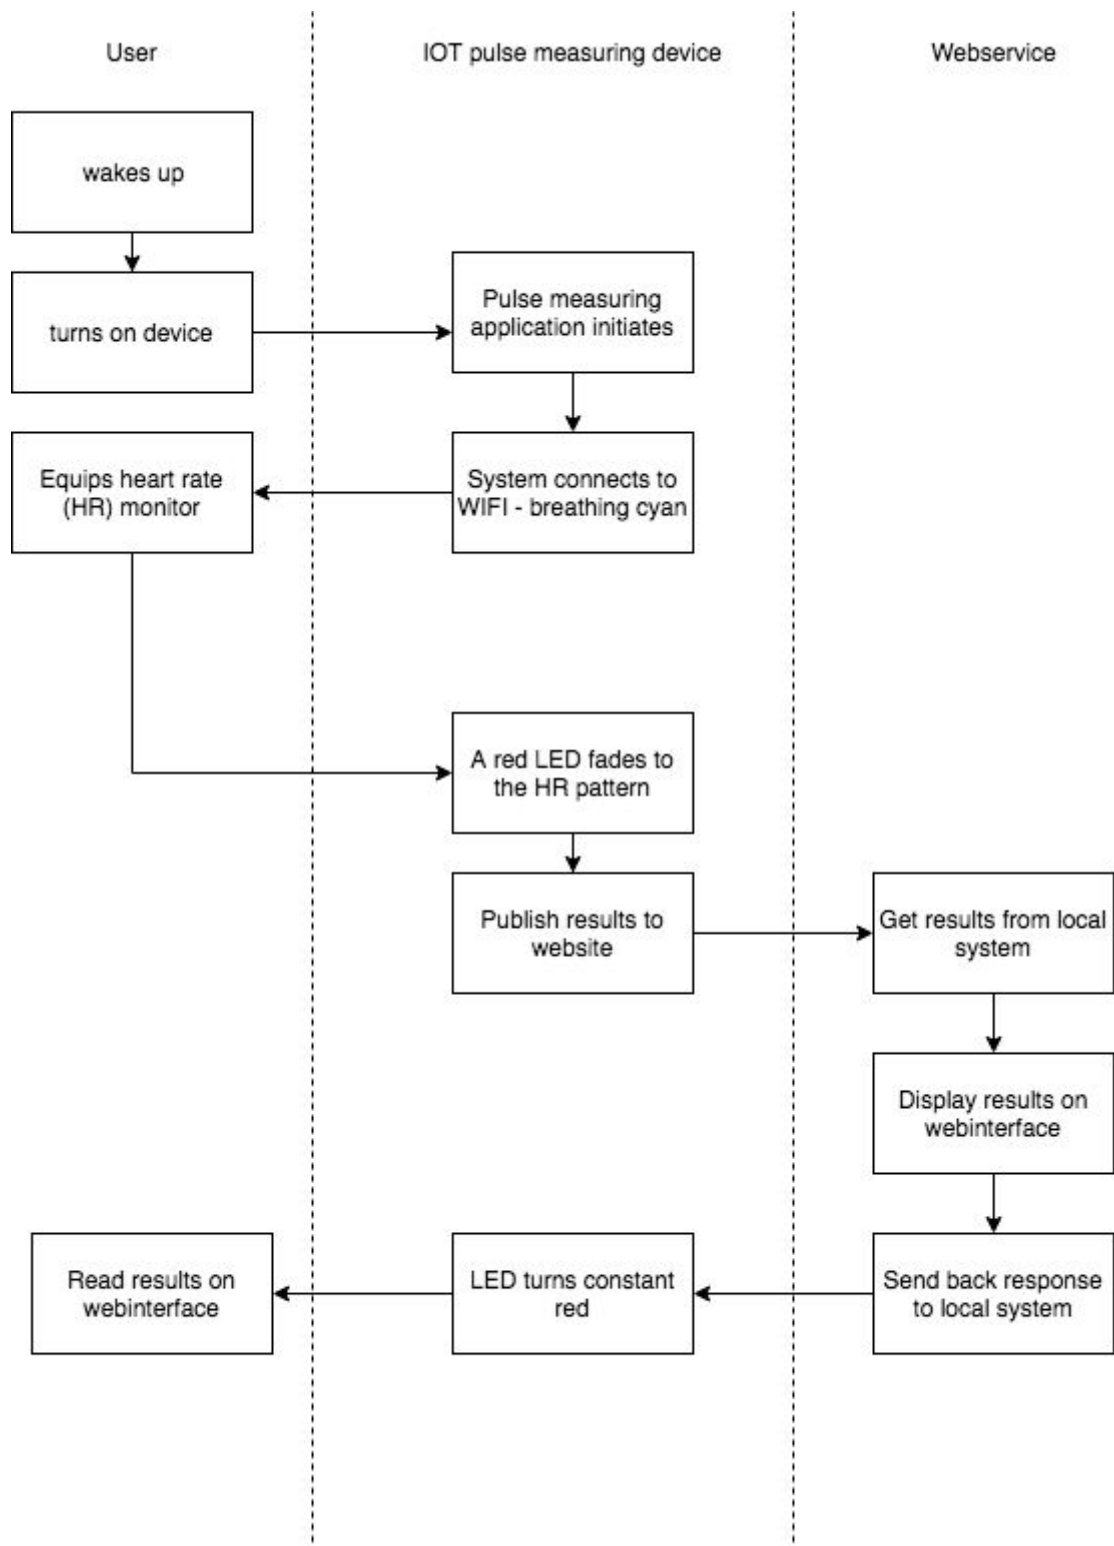 User
IOT pulse measuring device
Webservice
wakes up
turns on device
Pulse measuring
application initiates
Equips heart rate
(HR) monitor
System connects to
WIFI - breathing cyan
A red LED fades to
the HR pattern
Publish results to
website
Get results from local
system
Display results on
webinterface
Read results on
webinterface
LED turns constant
red
Send back response
to local system